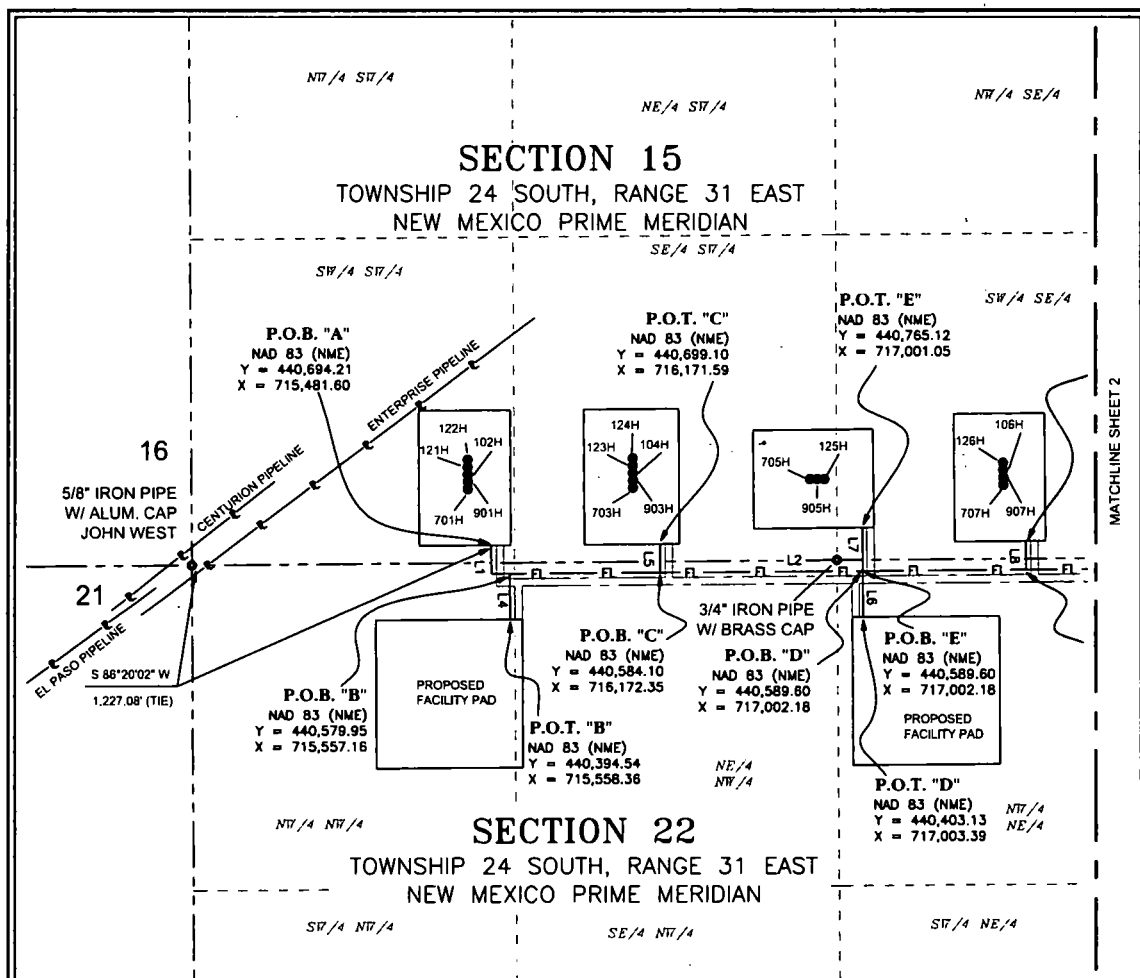 NW/4 SW/4
NE/4 SW/4
NW/4 SE/4
SECTION 15
TOWNSHIP 24 SOUTH, RANGE 31 EAST
NEW MEXICO PRIME MERIDIAN
SW/4 SW/4
SE/4 SW/4
SW/4 SE/4
P.O.B. "A"
NAD 83 (NME)
Y = 440,694.21
X = 715,481.60
P.O.T. "C"
NAD 83 (NME)
Y = 440,699.10
X = 716,171.59
P.O.T. "E"
NAD 83 (NME)
Y = 440,765.12
X = 717,001.05
MATCHLINE SHEET 2
ENTERPRISE PIPELINE
CENTURION PIPELINE
EL PASO PIPELINE
16
5/8" IRON PIPE
W/ ALUM. CAP
JOHN WEST
21
122H
121H
102H
701H
901H
124H
123H
104H
703H
903H
125H
705H
905H
106H
126H
707H
907H
L1
L5
L2
L7
L8
FL
FL
FL
FL
FL
FL
L4
L6
S 86°20'02" W
1,227.08' (TIE)
3/4" IRON PIPE
W/ BRASS CAP
P.O.B. "B"
NAD 83 (NME)
Y = 440,579.95
X = 715,557.16
PROPOSED
FACILITY PAD
P.O.T. "B"
NAD 83 (NME)
Y = 440,394.54
X = 715,558.36
P.O.B. "C"
NAD 83 (NME)
Y = 440,584.10
X = 716,172.35
P.O.B. "D"
NAD 83 (NME)
Y = 440,589.60
X = 717,002.18
P.O.B. "E"
NAD 83 (NME)
Y = 440,589.60
X = 717,002.18
PROPOSED
FACILITY PAD
P.O.T. "D"
NAD 83 (NME)
Y = 440,403.13
X = 717,003.39
NE/4
NW/4
NW/4
NE/4
NW/4 NW/4
SECTION 22
TOWNSHIP 24 SOUTH, RANGE 31 EAST
NEW MEXICO PRIME MERIDIAN
SW/4 NW/4
SE/4 NW/4
SW/4 NE/4